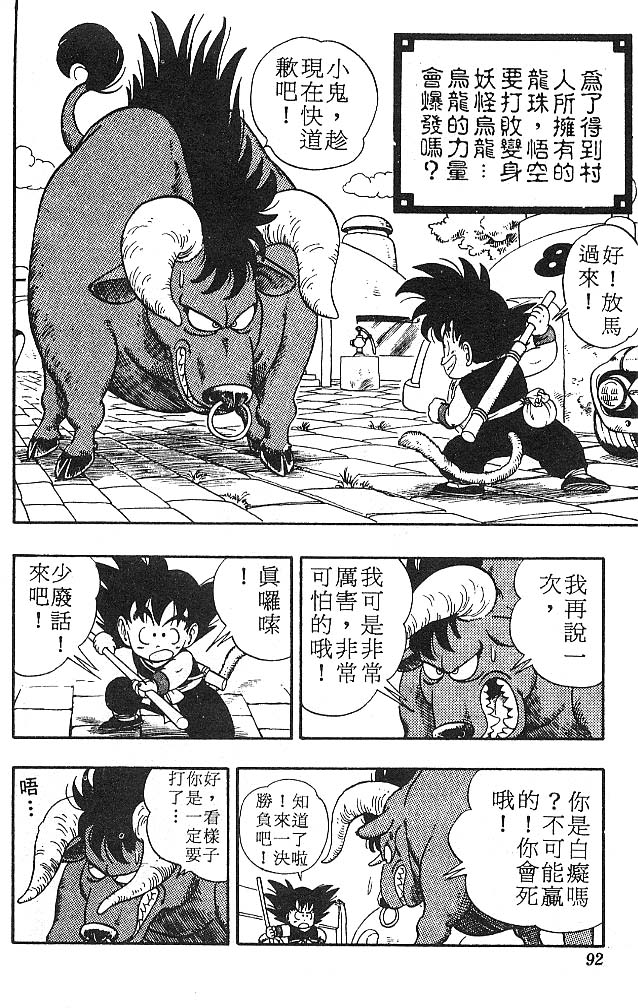 為了得到村
人所擁有的
龍珠，悟空
要打敗變身
妖怪烏龍…
烏龍的力量
會爆發嗎？
小鬼，趁
現在快道
歉吧！
好！放馬
過來！
我再說一
次，
我可是非常
厲害，非常
可怕的哦！
真囉嗦
！
少廢話！
來吧！
你是白癡嗎
？不可能贏
的！你會死
哦！
知道了啦
！來一決
勝負吧！
好，看樣子
你是一定要
打了…
唔…
92